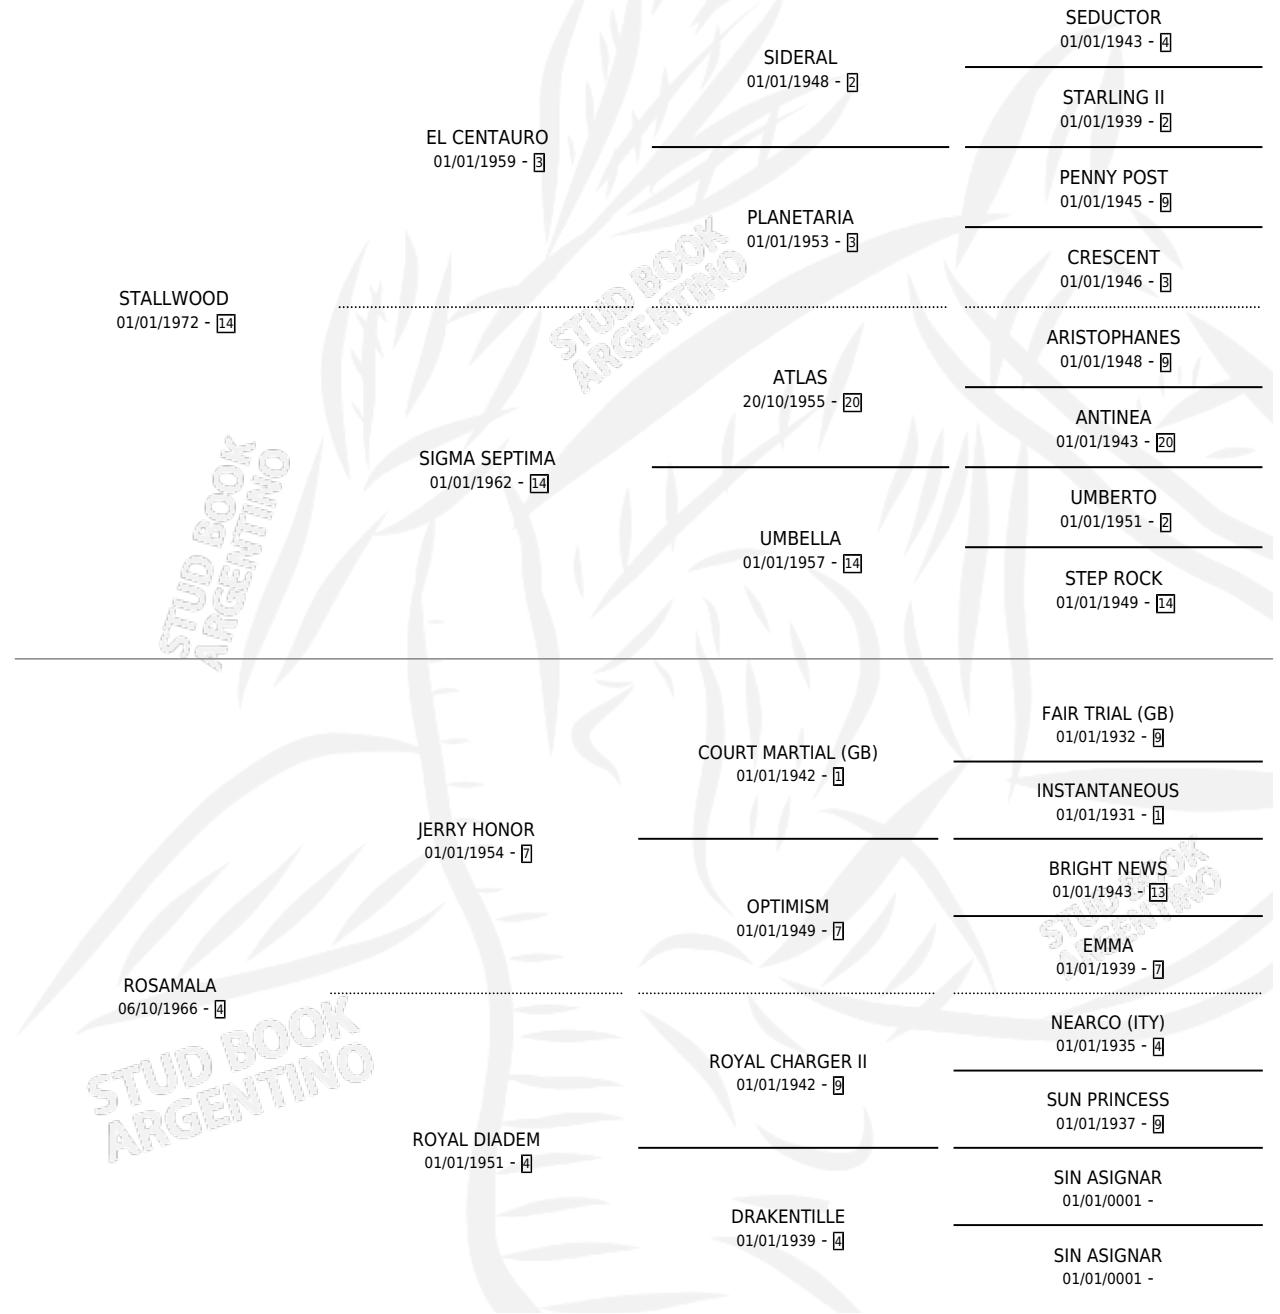 SEDUCTOR
01/01/1943 - 4
SIDERAL
01/01/1948 - 2
STARLING II
01/01/1939 - 2
EL CENTAURO
01/01/1959 - 3
PENNY POST
01/01/1945 - 9
PLANETARIA
01/01/1953 - 3
CRESCENT
01/01/1946 - 3
STALLWOOD
01/01/1972 - 14
ARISTOPHANES
01/01/1948 - 9
ATLAS
20/10/1955 - 20
ANTINEA
01/01/1943 - 20
SIGMA SEPTIMA
01/01/1962 - 14
UMBERTO
01/01/1951 - 2
UMBELLA
01/01/1957 - 14
STEP ROCK
01/01/1949 - 14
FAIR TRIAL (GB)
01/01/1932 - 9
COURT MARTIAL (GB)
01/01/1942 - 1
INSTANTANEOUS
01/01/1931 - 1
JERRY HONOR
01/01/1954 - 7
BRIGHT NEWS
01/01/1943 - 13
OPTIMISM
01/01/1949 - 7
EMMA
01/01/1939 - 7
ROSAMALA
06/10/1966 - 4
NEARCO (ITY)
01/01/1935 - 4
ROYAL CHARGER II
01/01/1942 - 9
SUN PRINCESS
01/01/1937 - 9
ROYAL DIADEM
01/01/1951 - 4
SIN ASIGNAR
01/01/0001 -
DRAKENTILLE
01/01/1939 - 4
SIN ASIGNAR
01/01/0001 -
STUD BOOK
ARGENTINO
STUD BOOK
ARGENTINO
STUD BOOK
ARGENTINO
STUD BOOK
ARGENTINO